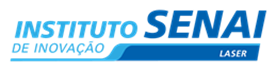 INSTITUTO SENAI
DE INOVAÇÃO
LASER